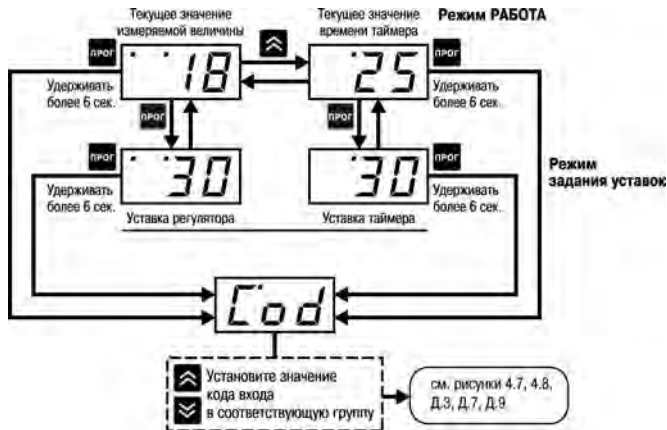 Текущее значение
измеряемой величины
Текущее значение
времени таймера
Режим РАБОТА
ПРОГ
18
25
ПРОГ
Удерживать
более 6 сек.
ПРОГ
ПРОГ
Удерживать
более 6 сек.
ПРОГ
30
30
ПРОГ
Режим
задания уставок
Удерживать
более 6 сек.
Уставка регулятора
Уставка таймера
Удерживать
более 6 сек.
Cod
Установите значение
кода входа
в соответствующую группу
см. рисунки 4.7, 4.8,
Д.3, Д.7, Д.9